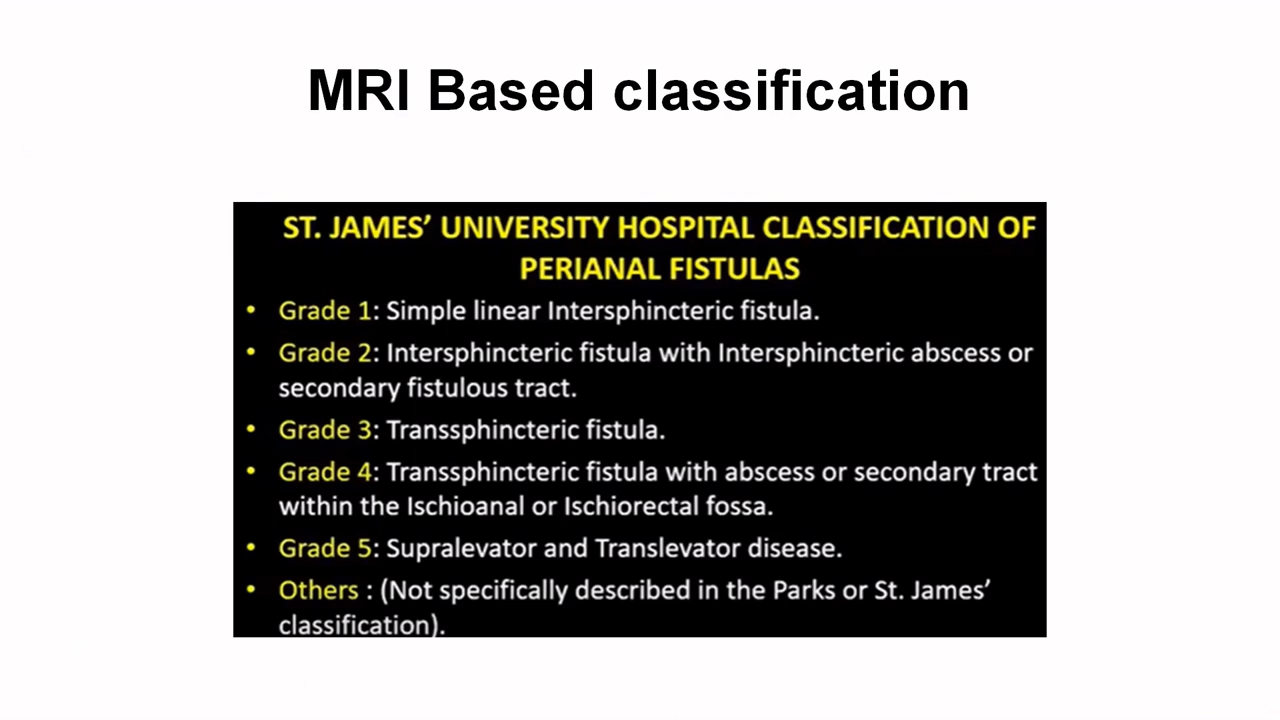 MRI Based classification
ST. JAMES’ UNIVERSITY HOSPITAL CLASSIFICATION OF
PERIANAL FISTULAS
• Grade 1: Simple linear Intersphincteric fistula.
• Grade 2: Intersphincteric fistula with Intersphincteric abscess or
secondary fistulous tract.
• Grade 3: Transsphincteric fistula.
• Grade 4: Transsphincteric fistula with abscess or secondary tract
within the Ischioanal or Ischiorectal fossa.
• Grade 5: Supralevator and Translevator disease.
• Others : (Not specifically described in the Parks or St. James’
classification).